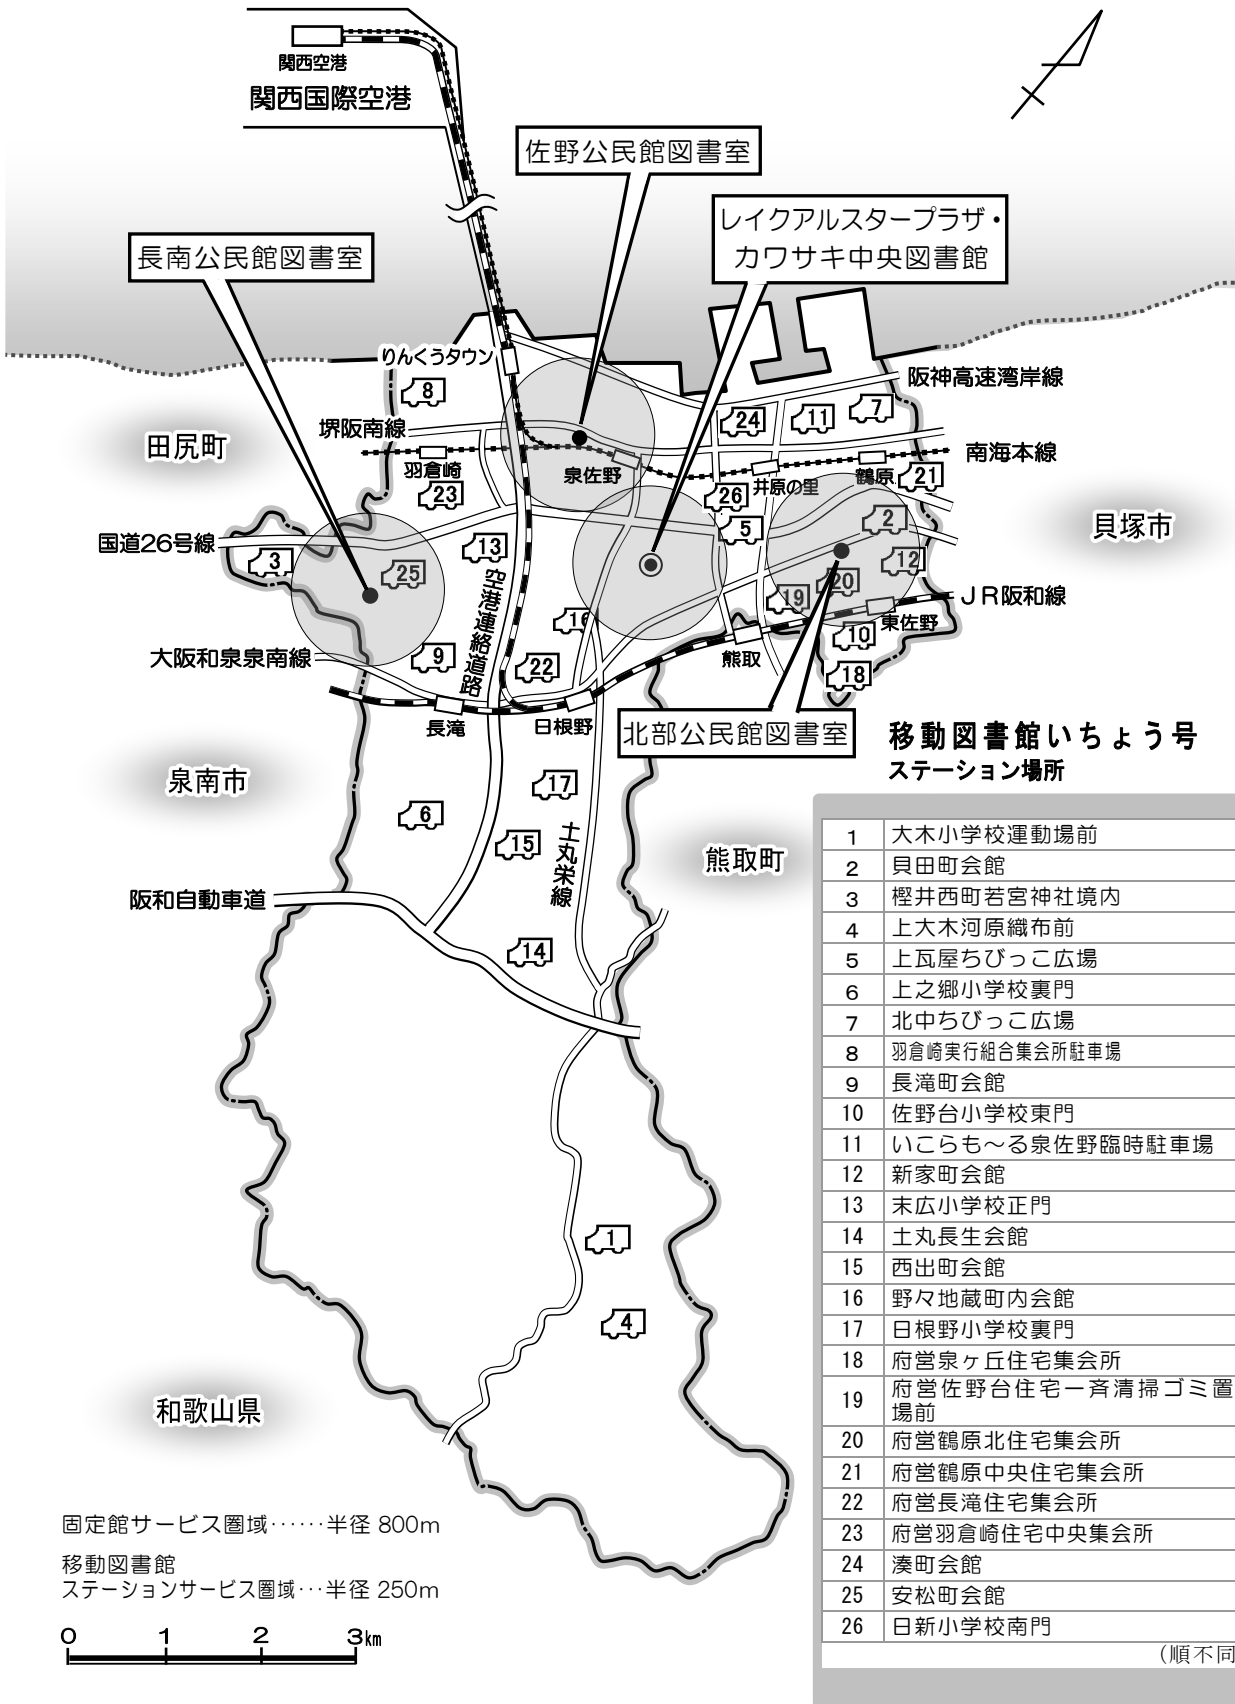 関西空港
関西国際空港
佐野公民館図書室
レイクアルスタープラザ・
カワサキ中央図書館
長南公民館図書室
りんくうタウン
阪神高速湾岸線
8
24
11
7
堺阪南線
田尻町
南海本線
羽倉崎
泉佐野
井原の里
鶴原
21
23
26
2
貝塚市
国道26号線
5
13
3
25
12
20
19
空港連絡道路
JR阪和線
16
東佐野
10
大阪和泉泉南線
9
22
熊取
18
長滝
日根野
北部公民館図書室
移動図書館いちょう号
ステーション場所
泉南市
17
6
15
土丸栄線
熊取町
阪和自動車道
14
1
4
和歌山県
1 大木小学校運動場前
2 貝田町会館
3 樫井西町若宮神社境内
4 上大木河原織布前
5 上瓦屋ちびっこ広場
6 上之郷小学校裏門
7 北中ちびっこ広場
8 羽倉崎実行組合集会所駐車場
9 長滝町会館
10 佐野台小学校東門
11 いこらも～る泉佐野臨時駐車場
12 新家町会館
13 末広小学校正門
14 土丸長生会館
15 西出町会館
16 野々地蔵町内会館
17 日根野小学校裏門
18 府営泉ヶ丘住宅集会所
19 府営佐野台住宅一斉清掃ゴミ置
場前
20 府営鶴原北住宅集会所
21 府営鶴原中央住宅集会所
22 府営長滝住宅集会所
23 府営羽倉崎住宅中央集会所
24 湊町会館
25 安松町会館
26 日新小学校南門
（順不同
固定館サービス圏域……半径 800m
移動図書館
ステーションサービス圏域…半径 250m
0 1 2 3km